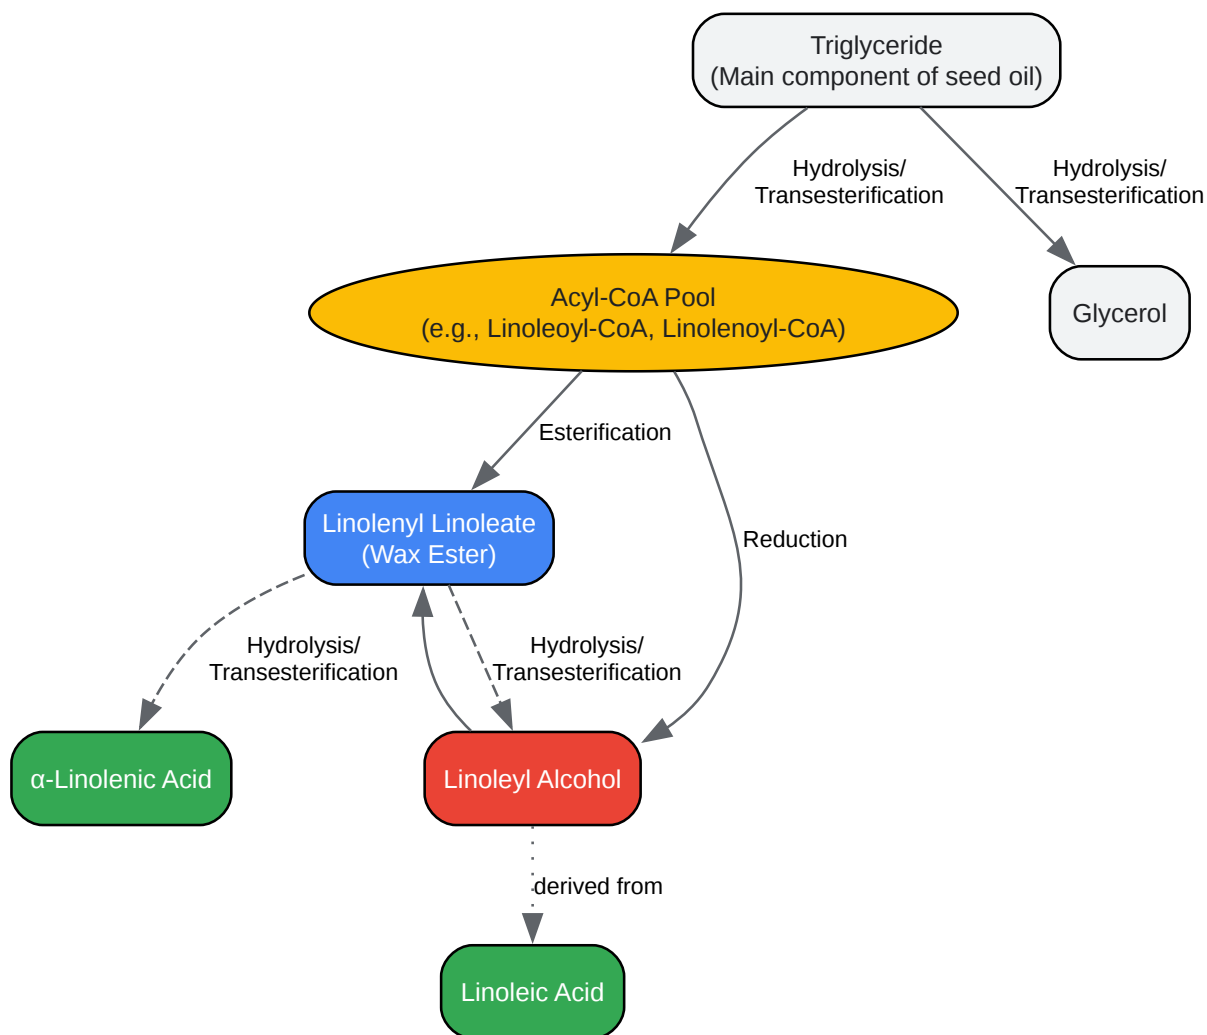 Triglyceride
(Main component of seed oil)
Hydrolysis/
Transesterification
Hydrolysis/
Transesterification
Acyl-CoA Pool
(e.g., Linoleoyl-CoA, Linolenoyl-CoA)
Glycerol
Esterification
Linolenyl Linoleate
(Wax Ester)
Reduction
Hydrolysis/
Transesterification
Hydrolysis/
Transesterification
α-Linolenic Acid
Linoleyl Alcohol
derived from
Linoleic Acid